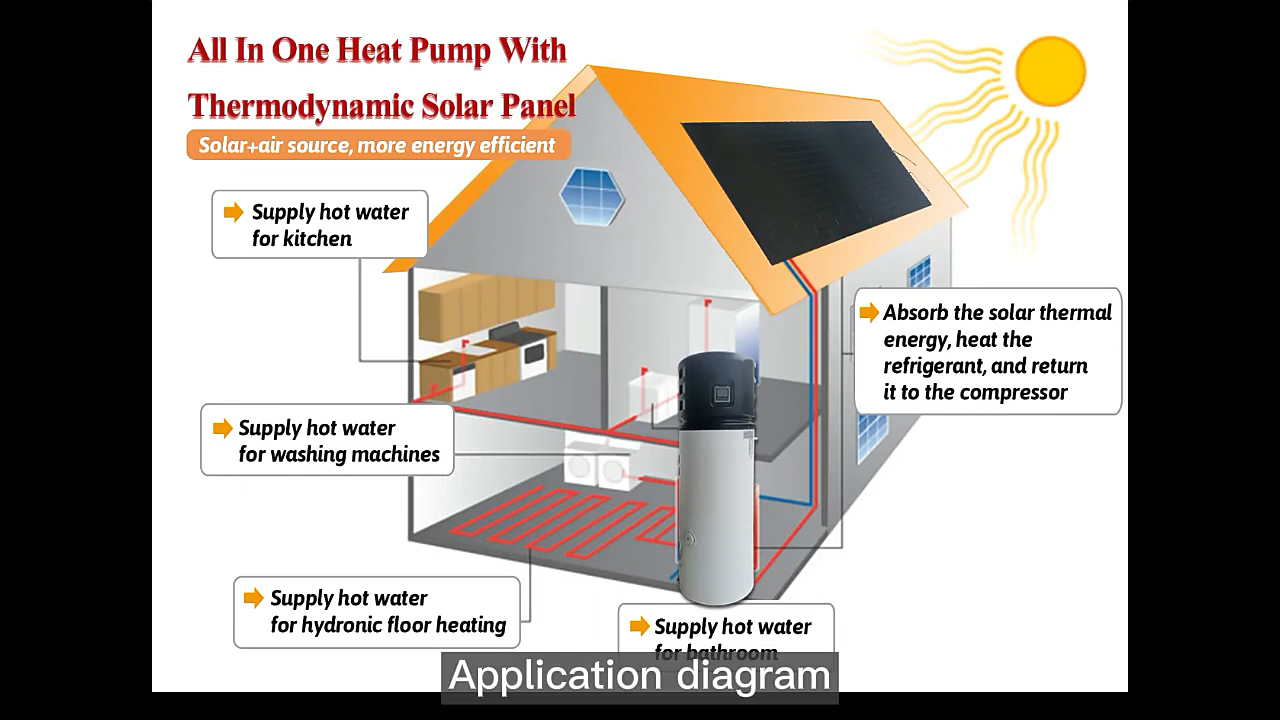 All In One Heat Pump With
Thermodynamic Solar Panel
Solar+air source, more energy efficient
Supply hot water
for kitchen
Absorb the solar thermal
energy, heat the
refrigerant, and return
it to the compressor
Supply hot water
for washing machines
Supply hot water
for hydronic floor heating
Supply hot water
for bathroom
Application diagram